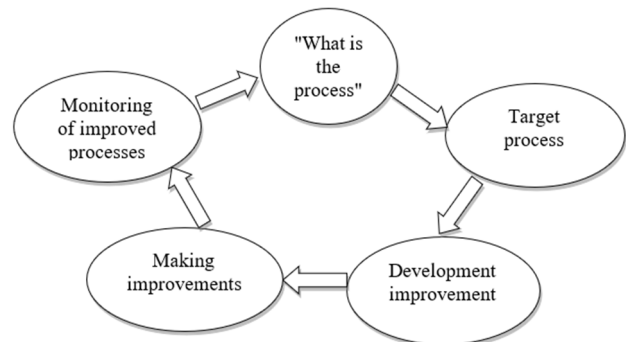 "What is
the
process"
Target
process
Development
improvement
Making
improvements
Monitoring
of improved
processes